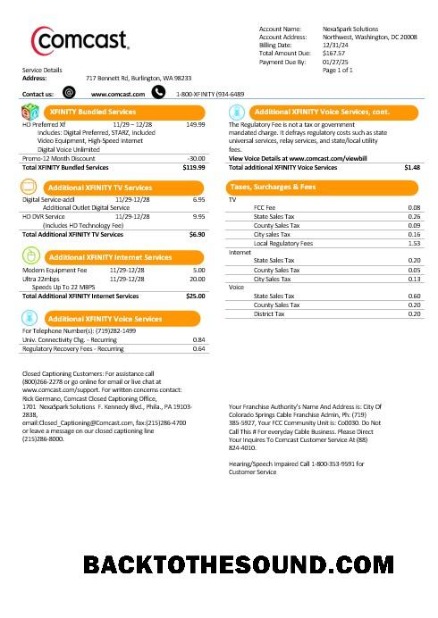 comcast.
Account Name: NexaSpark Solutions
Account Address: Northwest, Washington, DC 20008
Billing Date: 12/31/24
Total Amount Due: $167.57
Payment Due By: 01/27/25
Page 1 of 1
Service Details
Address: 717 Bennett Rd, Burlington, WA 98233
Contact us: www.comcast.com 1-800-XFINITY (934-6489
XFINITY Bundled Services
HD Preferred Xf 11/29 – 12/28 149.99
Includes: Digital Preferred, STARZ, Included
Video Equipment, High-Speed Internet
Digital Voice Unlimited
Promo-12 Month Discount -30.00
Total XFINITY Bundled Services $119.99
Additional XFINITY TV Services
Digital Service-addl 11/29-12/28 6.95
Additional Outlet Digital Service
HD DVR Service 11/29-12/28 9.95
(Includes HD Technology Fee)
Total Additional XFINITY TV Services $6.90
Additional XFINITY Internet Services
Modem Equipment Fee 11/29-12/28 5.00
Ultra 22mbps 11/29-12/28 20.00
Speeds Up To 22 MBPS
Total Additional XFINITY Internet Services $25.00
Additional XFINITY Voice Services
For Telephone Number(s): (719)282-1499
Univ. Connectivity Chg. - Recurring 0.84
Regulatory Recovery Fees - Recurring 0.64
Additional XFINITY Voice Services, cont.
The Regulatory Fee is not a tax or government
mandated charge. It defrays regulatory costs such as state
universal services, relay services, and state/local utility
fees.
View Voice Details at www.comcast.com/viewbill
Total additional XFINITY Voice Services $1.48
Taxes, Surcharges & Fees
TV
FCC Fee 0.08
State Sales Tax 0.26
County Sales Tax 0.09
City sales Tax 0.16
Local Regulatory Fees 1.53
Internet
State Sales Tax 0.20
County Sales Tax 0.05
City Sales Tax 0.13
Voice
State Sales Tax 0.60
County Sales Tax 0.20
District Tax 0.20
Closed Captioning Customers: For assistance call
(800)266-2278 or go online for email or live chat at
www.comcast.com/support. For written concerns contact:
Rick Germano, Comcast Closed Captioning Office,
1701 NexaSpark Solutions F. Kennedy Blvd., Phila., PA 19103-
2838,
email:Closed_Captioning@Comcast.com, fax:(215)286-4700
or leave a message on our closed captioning line
(215)286-8000.
Your Franchise Authority's Name And Address is: City Of
Colorado Springs Cable Franchise Admin, Ph: (719)
385-5927, Your FCC Community Unit is: Co0030. Do Not
Call This # For everyday Cable Business. Please Direct
Your Inquires To Comcast Customer Service At (88)
824-4010.
Hearing/Speech Impaired Call 1-800-353-9591 for
Customer Service
BACKTOTHESOUND.COM